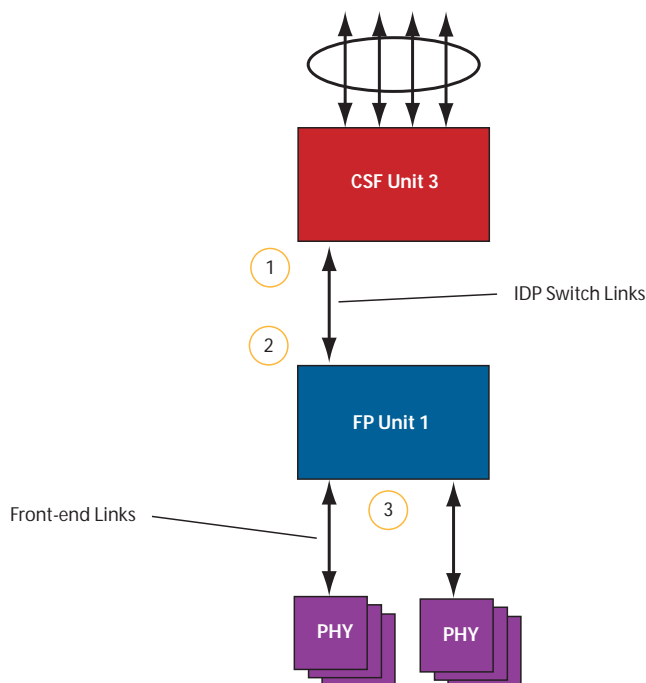 CSF Unit 3
1
IDP Switch Links
2
FP Unit 1
3
Front-end Links
PHY
PHY